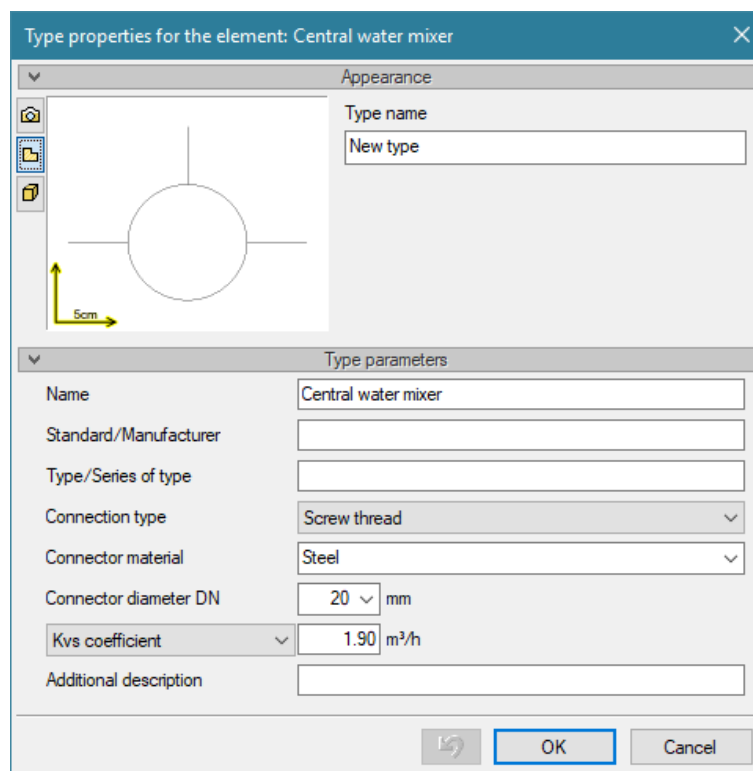 Type properties for the element: Central water mixer
Appearance
Type name
New type
5cm
Type parameters
Name Central water mixer
Standard/Manufacturer
Type/Series of type
Connection type Screw thread
Connector material Steel
Connector diameter DN 20 mm
Kvs coefficient 1.90 m³/h
Additional description
OK Cancel